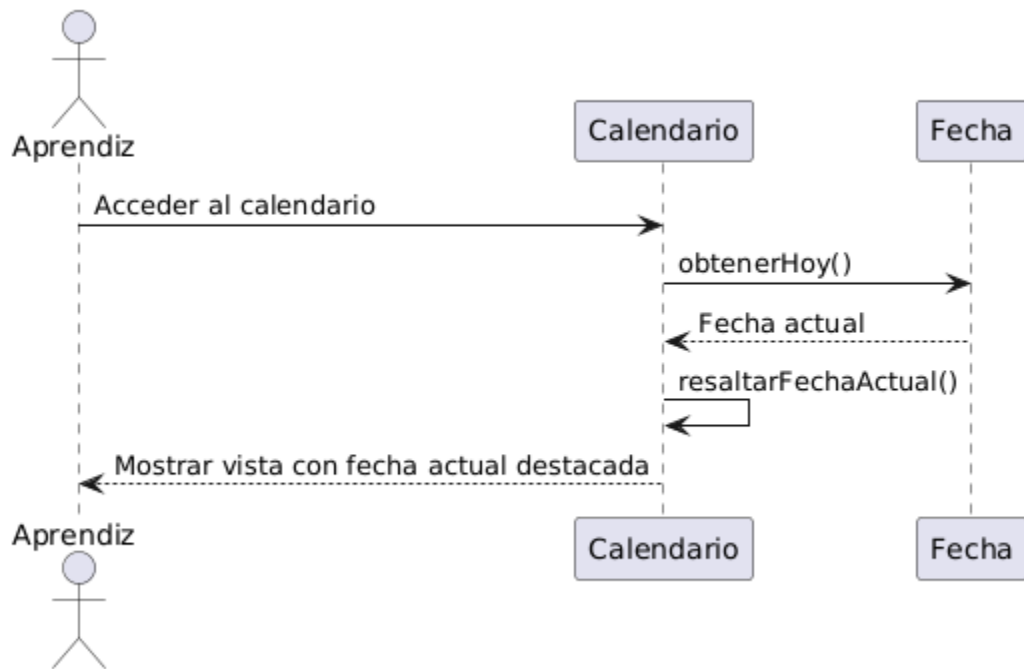 Aprendiz
Calendario
Fecha
Acceder al calendario
obtenerHoy()
Fecha actual
resaltarFechaActual()
Mostrar vista con fecha actual destacada
Aprendiz
Calendario
Fecha